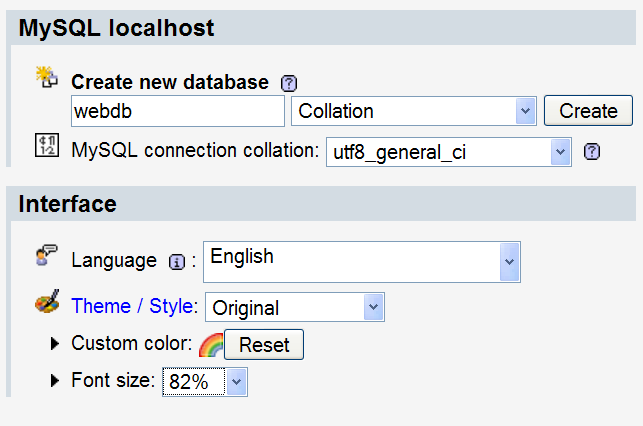 MySQL localhost
Create new database ?
webdb Collation Create
MySQL connection collation: utf8_general_ci ?
Interface
Language i : English
Theme / Style: Original
Custom color: Reset
Font size: 82%